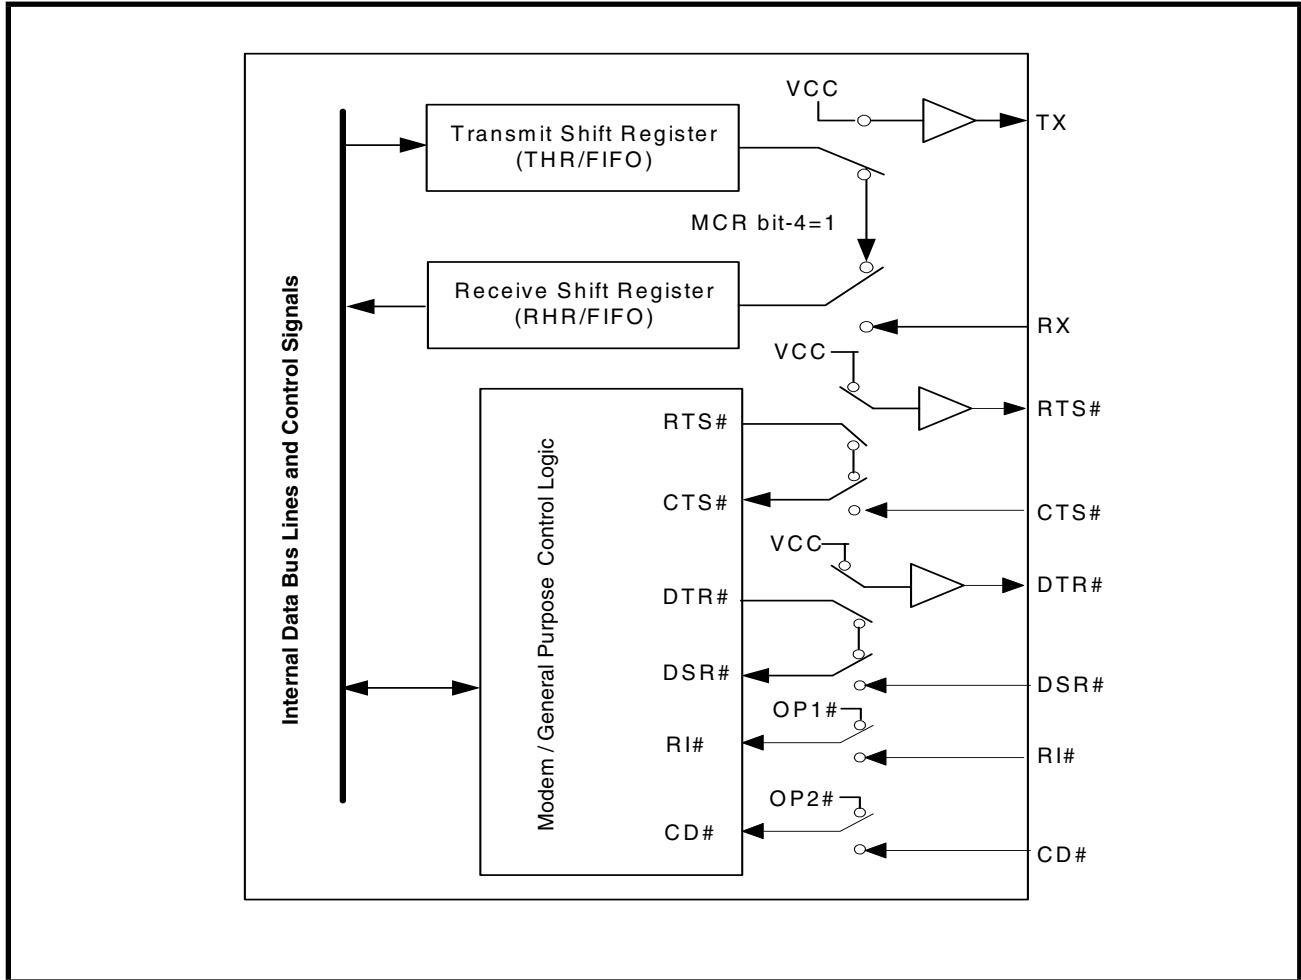 VCC
TX
Transmit Shift Register
(THR/FIFO)
MCR bit-4=1
Receive Shift Register
(RHR/FIFO)
RX
VCC
RTS#
RTS#
CTS#
CTS#
VCC
DTR#
DTR#
DSR#
DSR#
OP1#
RI#
RI#
OP2#
CD#
CD#
Internal Data Bus Lines and Control Signals
Modem / General Purpose Control Logic